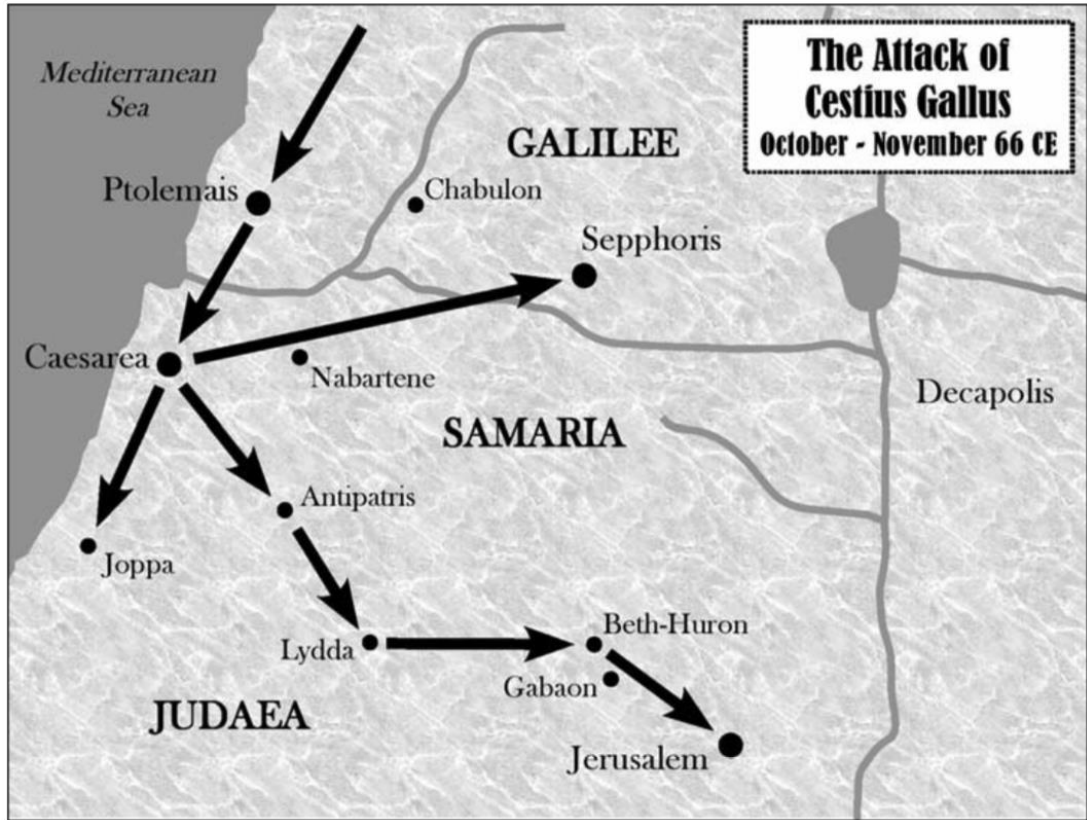 The Attack of
Cestius Gallus
October - November 66 CE
Mediterranean
Sea
GALILEE
Ptolemais
Chabulon
Sepphoris
Caesarea
Nabartene
Decapolis
SAMARIA
Antipatris
Joppa
Beth-Huron
Lydda
Gabaon
JUDAEA
Jerusalem